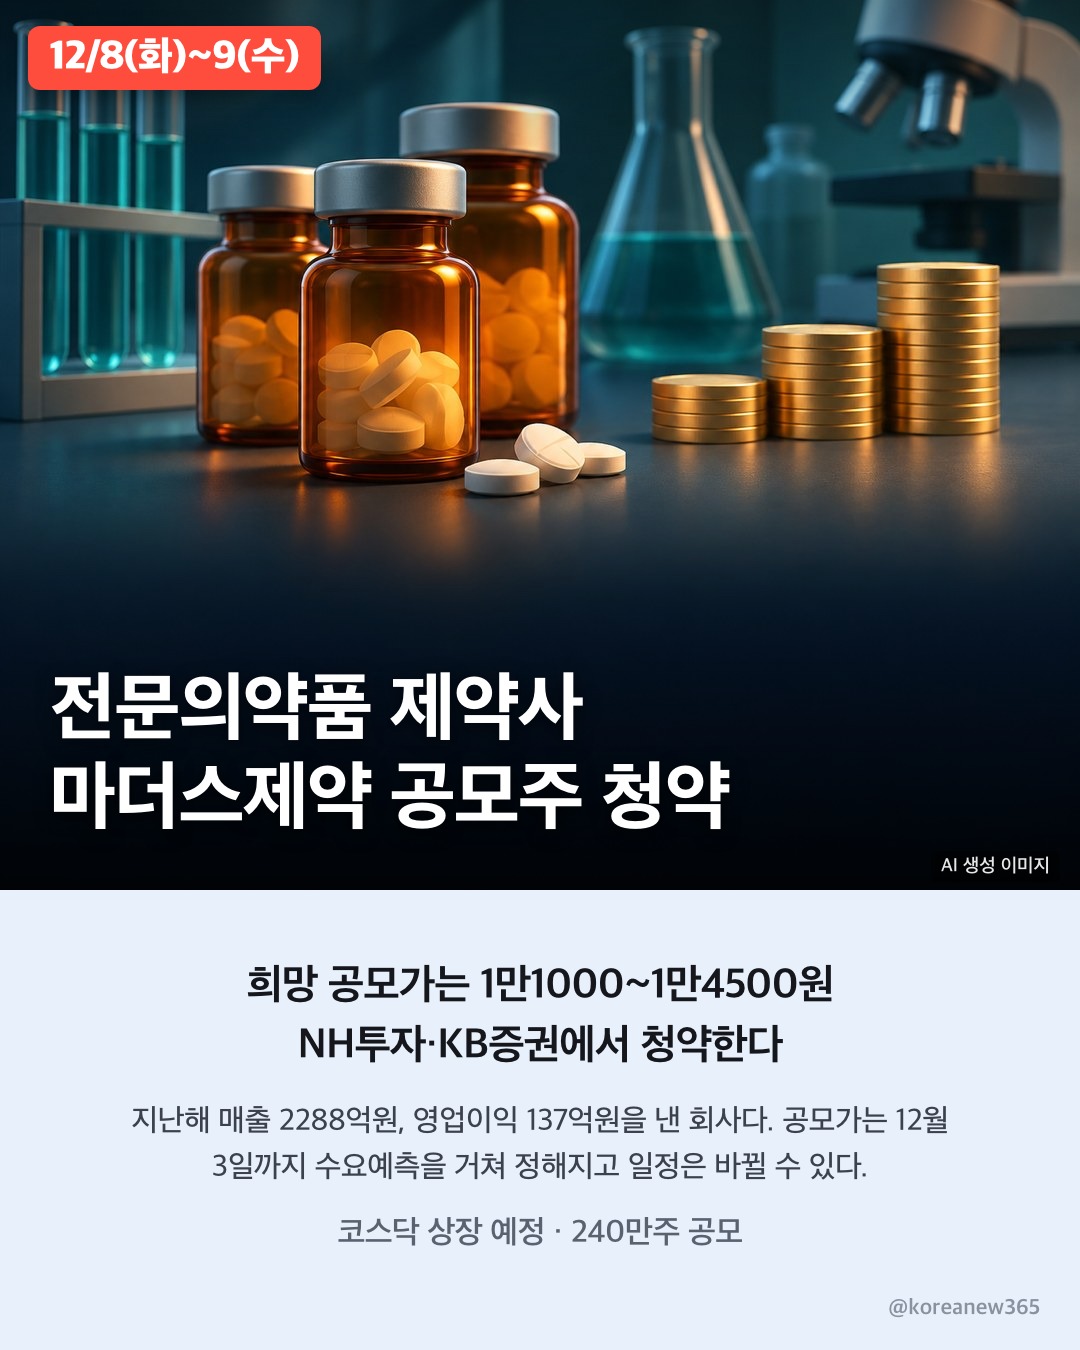 12/8(화)~9(수)
전문의약품 제약사
마더스제약 공모주 청약
AI 생성 이미지
희망 공모가는 1만1000~1만4500원
NH투자·KB증권에서 청약한다
지난해 매출 2288억원, 영업이익 137억원을 낸 회사다. 공모가는 12월
3일까지 수요예측을 거쳐 정해지고 일정은 바뀔 수 있다.
코스닥 상장 예정 · 240만주 공모
@koreanew365